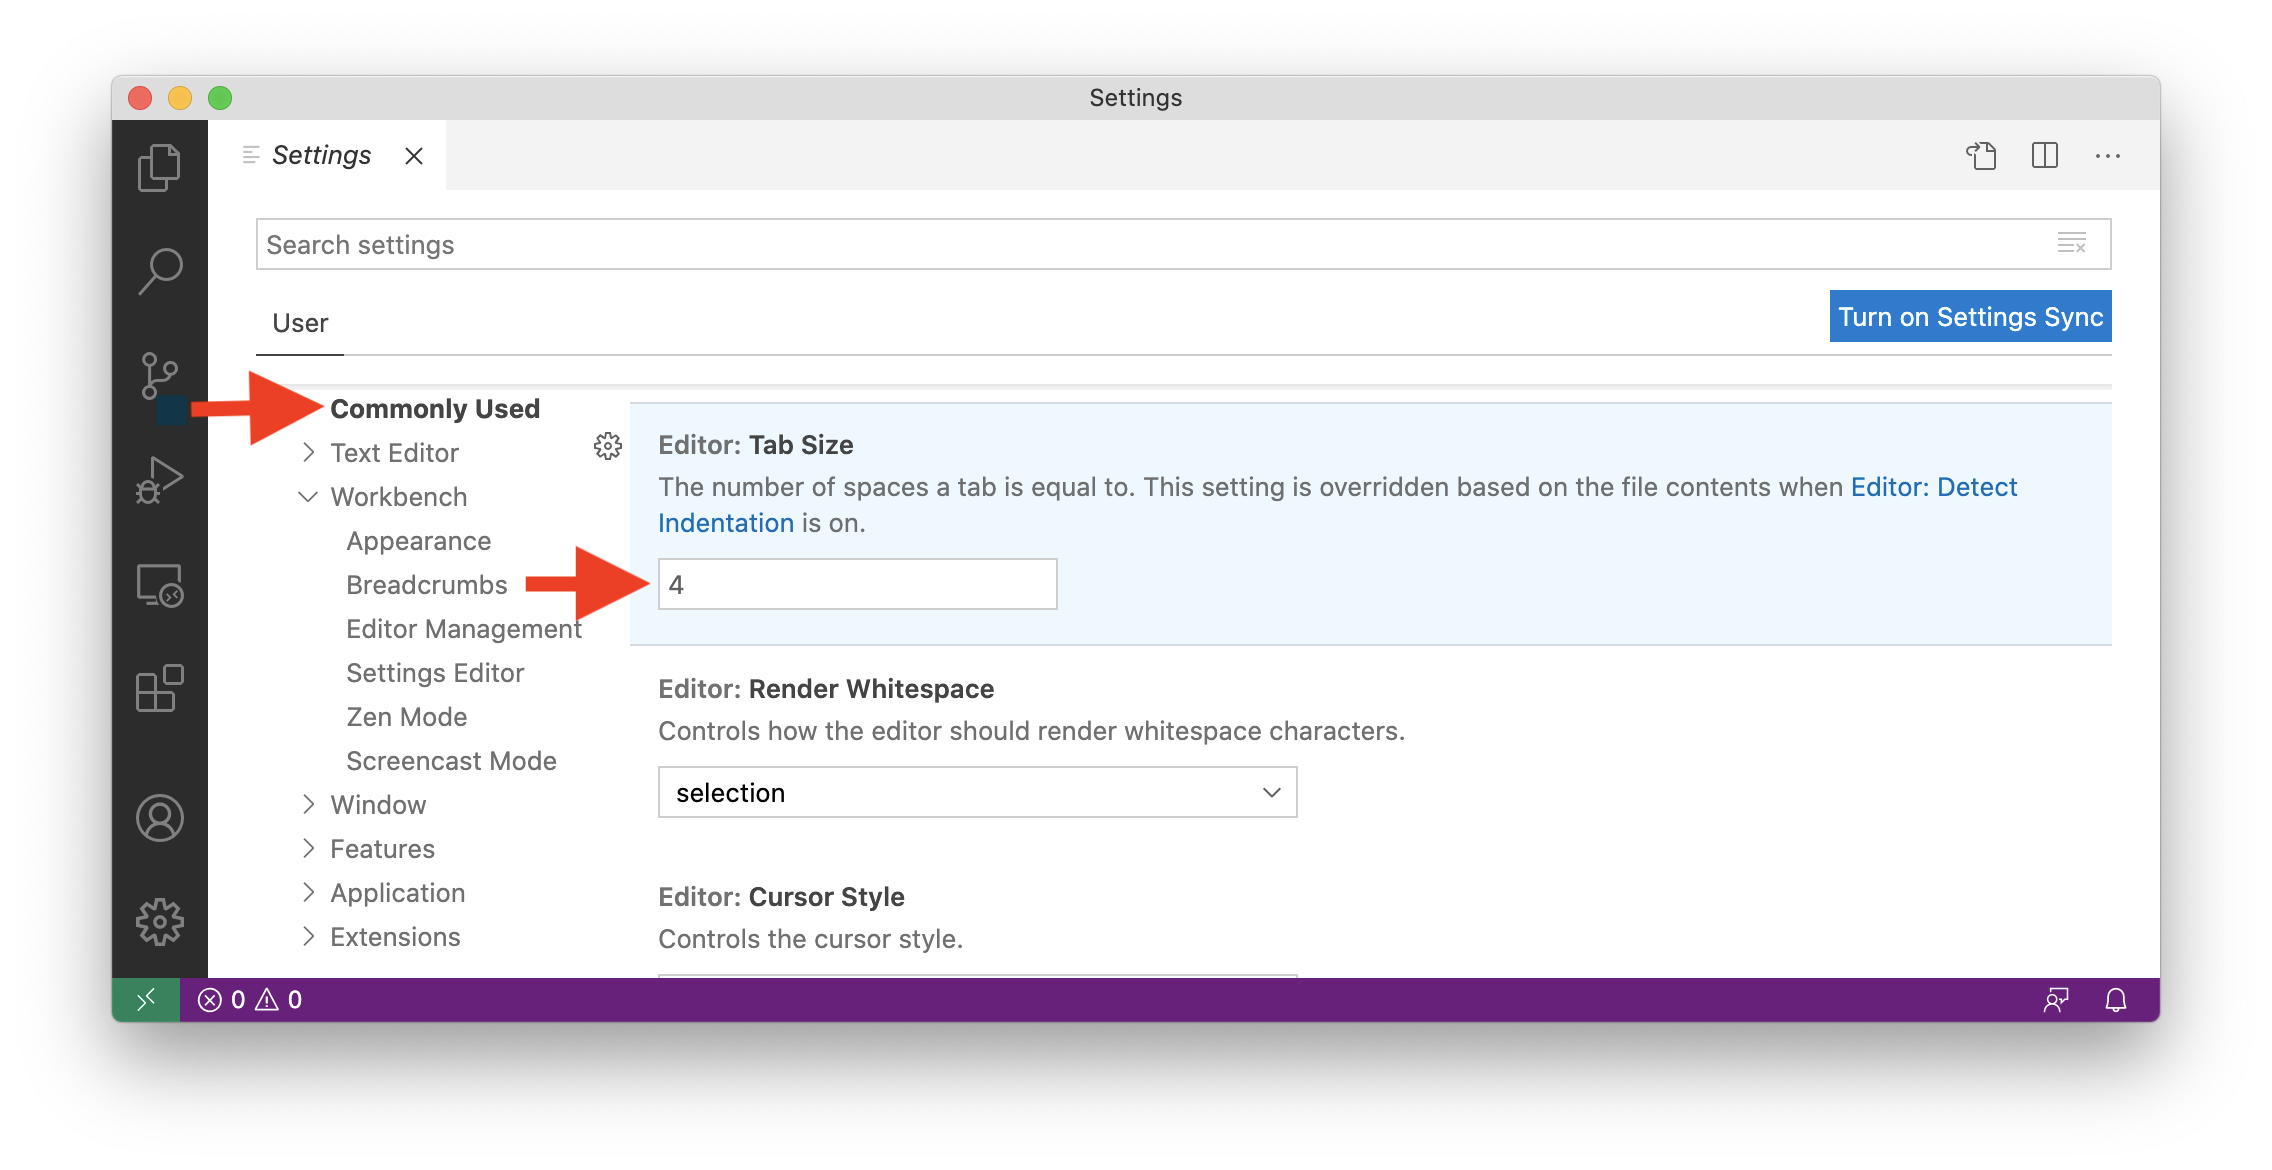 Settings
Settings
Search settings
User
Turn on Settings Sync
Commonly Used
Text Editor
Workbench
Appearance
Breadcrumbs
Editor Management
Settings Editor
Zen Mode
Screencast Mode
Window
Features
Application
Extensions
Editor: Tab Size
The number of spaces a tab is equal to. This setting is overridden based on the file contents when Editor: Detect
Indentation is on.
4
Editor: Render Whitespace
Controls how the editor should render whitespace characters.
selection
Editor: Cursor Style
Controls the cursor style.
0 0